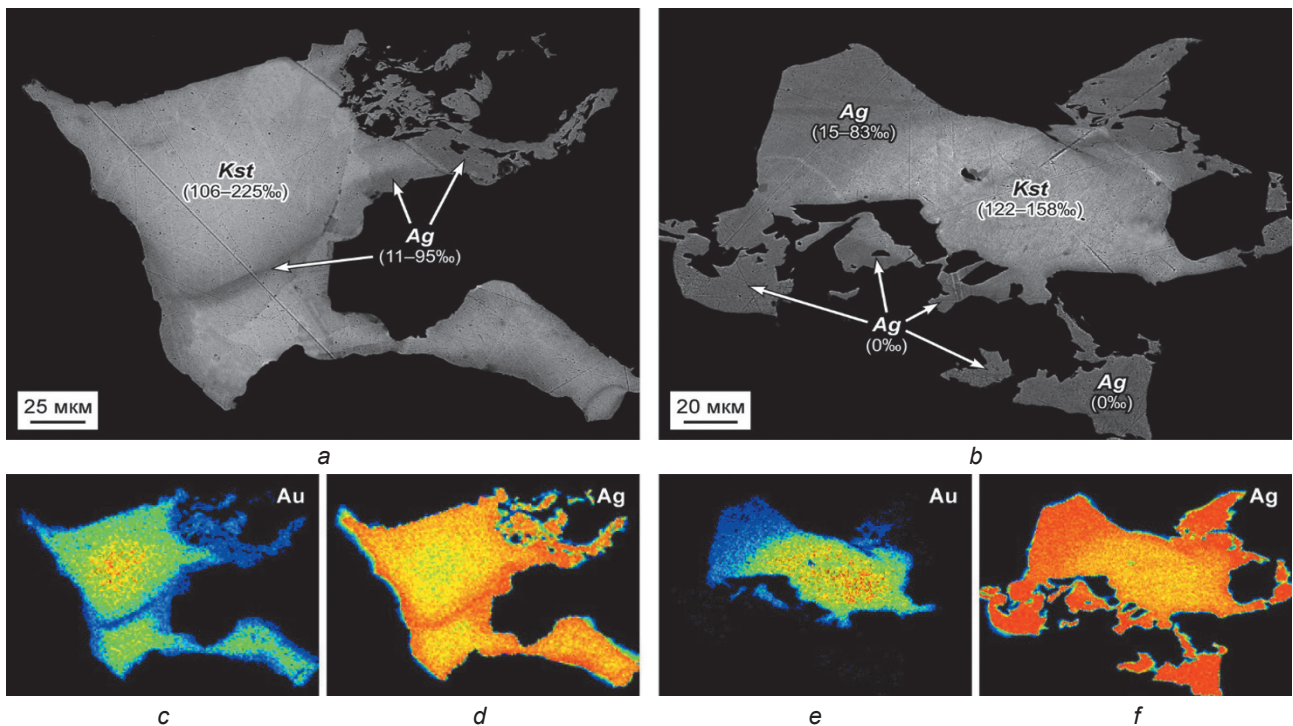 Kst
(106–225‰)
Ag
(11–95‰)
25 мкм
a
Ag
(15–83‰)
Kst
(122–158‰)
Ag
(0‰)
Ag
(0‰)
20 мкм
b
Au
c
Ag
d
Au
e
Ag
f